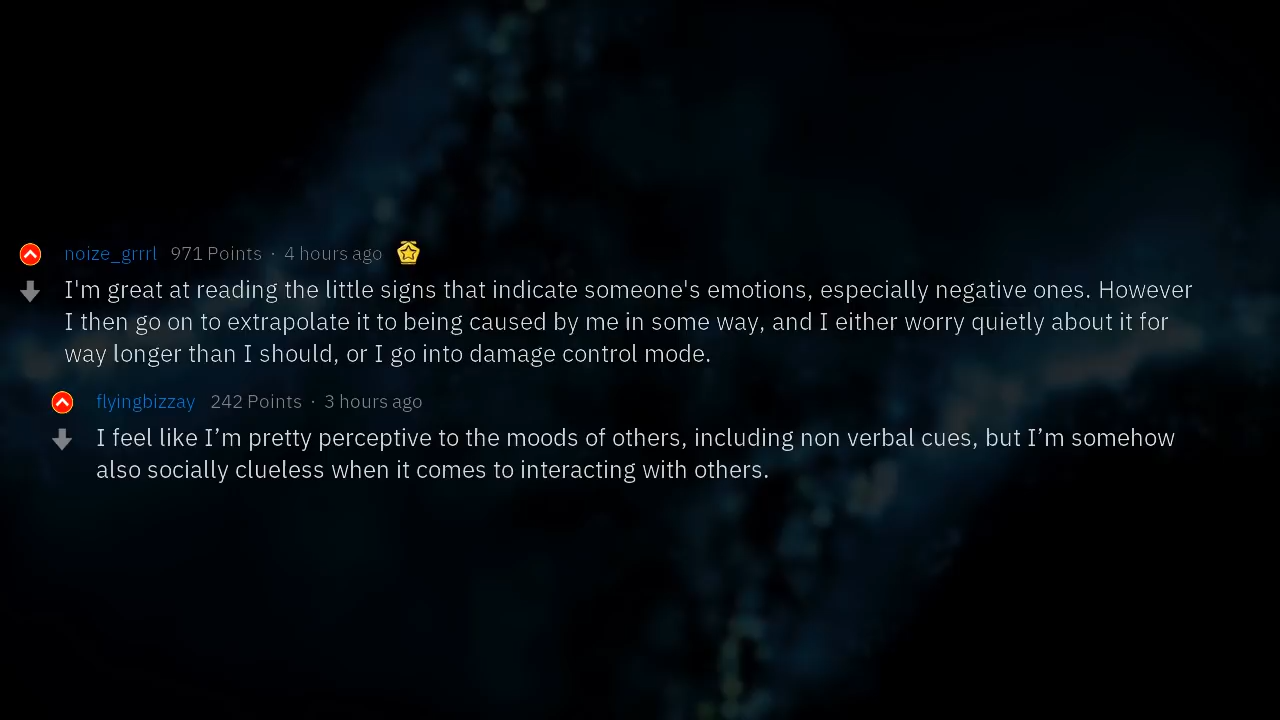 noize_grrrl 971 Points · 4 hours ago
I'm great at reading the little signs that indicate someone's emotions, especially negative ones. However
I then go on to extrapolate it to being caused by me in some way, and I either worry quietly about it for
way longer than I should, or I go into damage control mode.
flyingbizzay 242 Points · 3 hours ago
I feel like I’m pretty perceptive to the moods of others, including non verbal cues, but I’m somehow
also socially clueless when it comes to interacting with others.